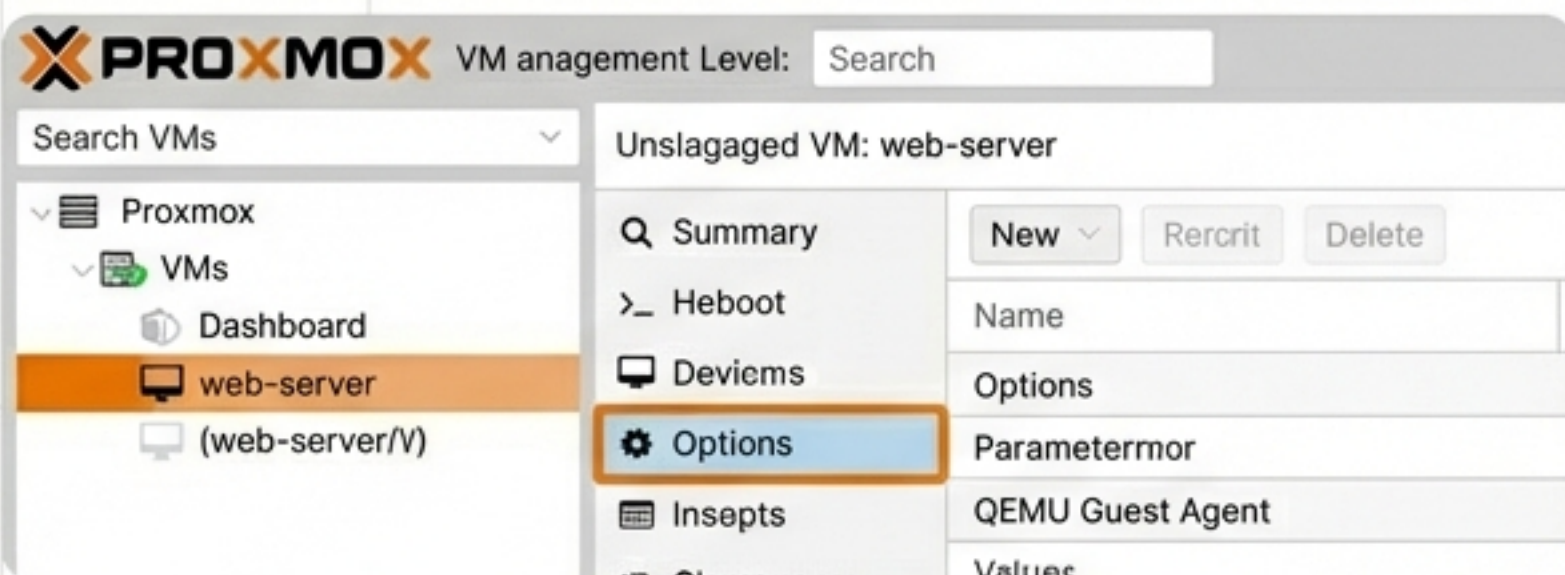 PROXMOX VM anagement Level: Search
Search VMs
Unslagaged VM: web-server
Proxmox
VMs
Dashboard
web-server
(web-server/V)
Summary
Heboot
Deviems
Options
Insepts
New Rercrit Delete
Name
Options
Parametermor
QEMU Guest Agent